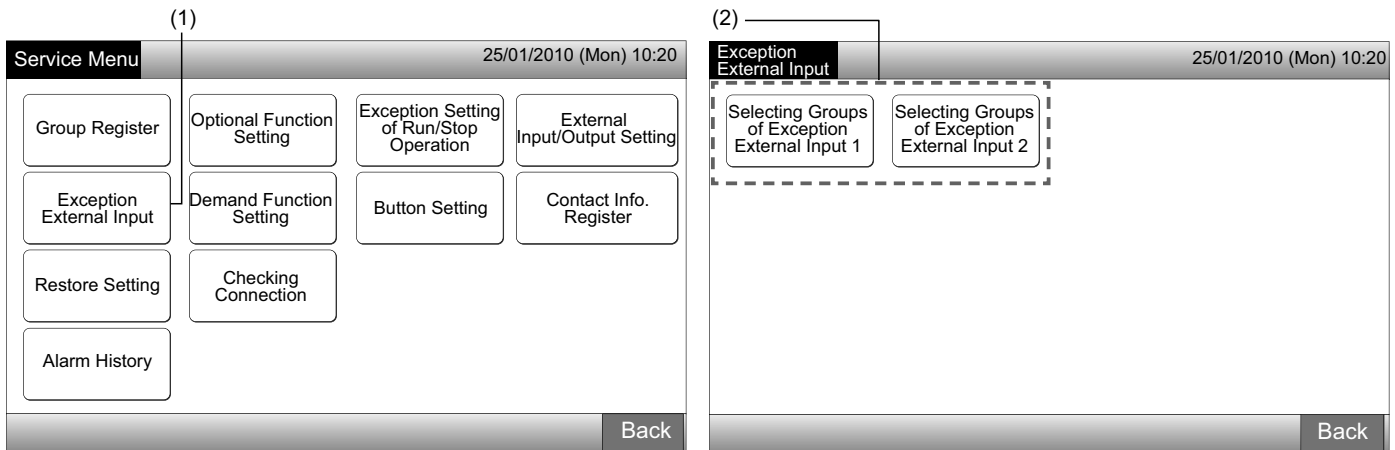 (1)
Service Menu
25/01/2010 (Mon) 10:20
Group Register
Optional Function
Setting
Exception Setting
of Run/Stop
Operation
External
Input/Output Setting
Exception
External Input
Demand Function
Setting
Button Setting
Contact Info.
Register
Restore Setting
Checking
Connection
Alarm History
Back
(2)
Exception
External Input
25/01/2010 (Mon) 10:20
Selecting Groups
of Exception
External Input 1
Selecting Groups
of Exception
External Input 2
Back